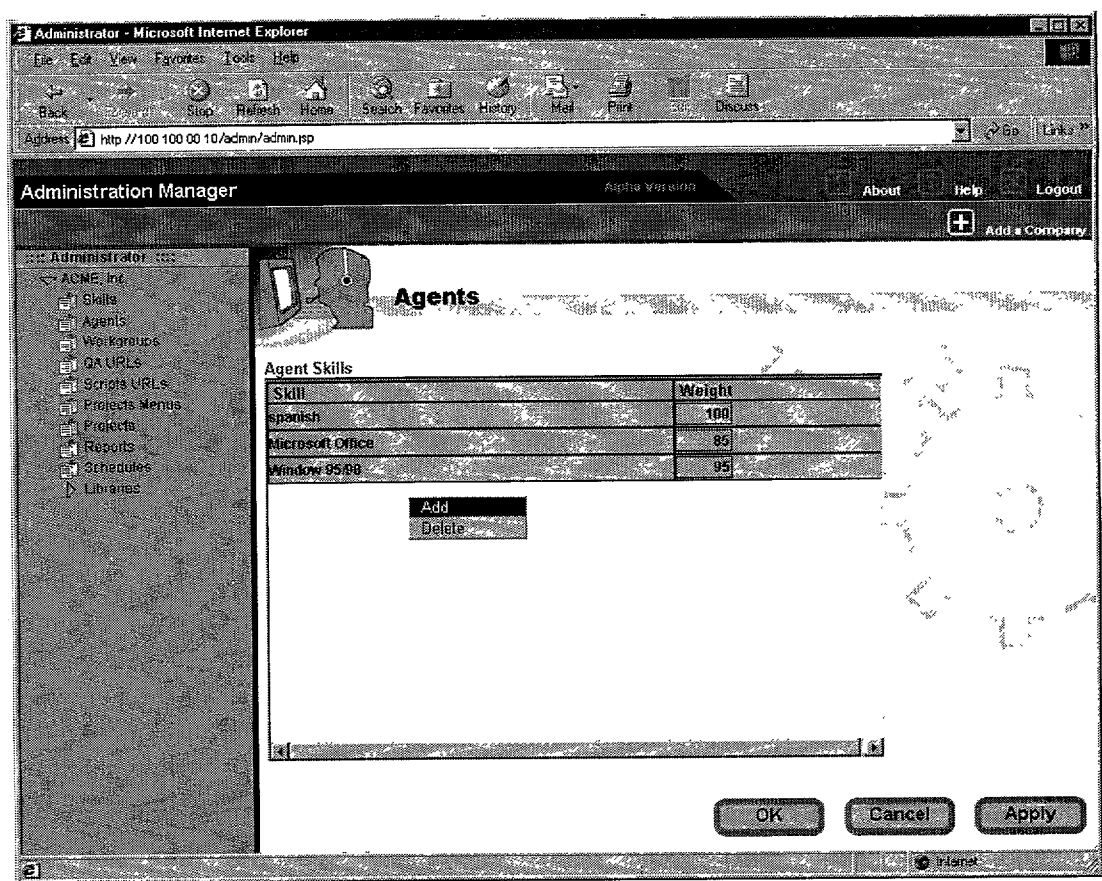 Administrator - Microsoft Internet Explorer
File Edit View Favorites Tools Help
Back Stop Refresh Home Search Favorites History Mail Print Edit Discuss
Address http //100 100 00 10/admin/admin.jsp Go Links »
Administration Manager Alpha Version About Help Logout
Add a Company
:::: Administrator ::::
ACME, Inc
Skills
Agents
Workgroups
QA URLs
Scripts URLs
Projects Menus
Projects
Reports
Schedules
Libraries
Agents
Agent Skills
Skill Weight
spanish 100
Microsoft Office 85
Window 95/98 95
Add
Delete
OK Cancel Apply
Internet